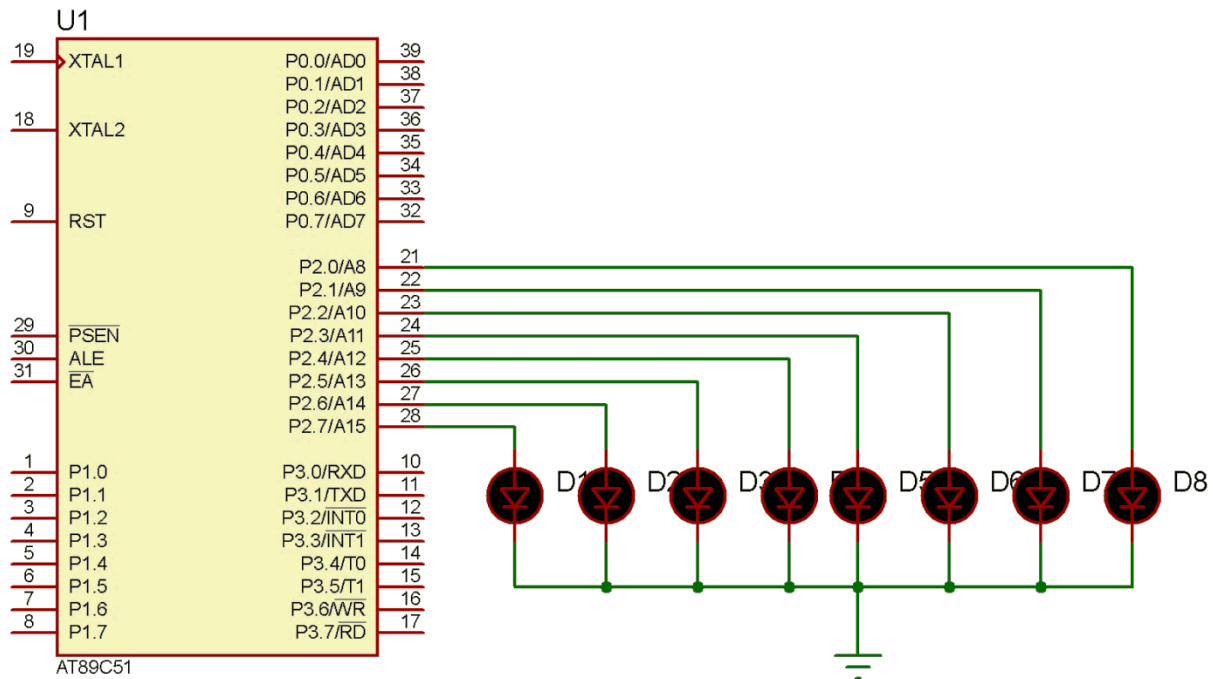 U1
19 XTAL1 P0.0/AD0 39
P0.1/AD1 38
P0.2/AD2 37
18 XTAL2 P0.3/AD3 36
P0.4/AD4 35
P0.5/AD5 34
P0.6/AD6 33
9 RST P0.7/AD7 32
P2.0/A8 21
P2.1/A9 22
P2.2/A10 23
29 PSEN P2.3/A11 24
30 ALE P2.4/A12 25
31 EA P2.5/A13 26
P2.6/A14 27
P2.7/A15 28
1 P1.0 P3.0/RXD 10
2 P1.1 P3.1/TXD 11
3 P1.2 P3.2/INT0 12
4 P1.3 P3.3/INT1 13
5 P1.4 P3.4/T0 14
6 P1.5 P3.5/T1 15
7 P1.6 P3.6/WR 16
8 P1.7 P3.7/RD 17
D1 D2 D3 D5 D6 D7 D8
AT89C51